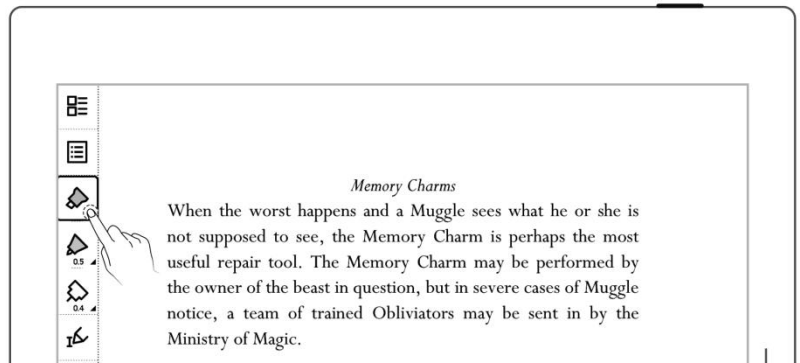 Memory Charms
When the worst happens and a Muggle sees what he or she is
not supposed to see, the Memory Charm is perhaps the most
useful repair tool. The Memory Charm may be performed by
the owner of the beast in question, but in severe cases of Muggle
notice, a team of trained Obliviators may be sent in by the
Ministry of Magic.
0.5
0.4